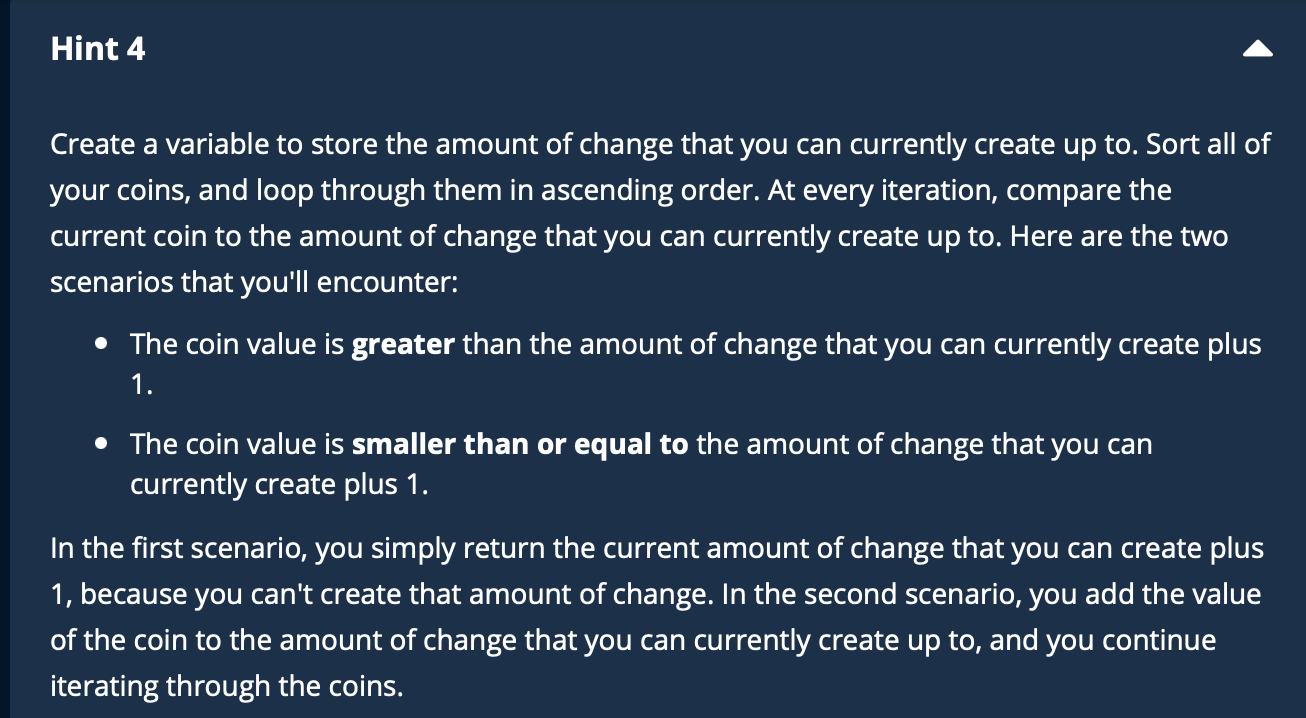 Hint 4
Create a variable to store the amount of change that you can currently create up to. Sort all of
your coins, and loop through them in ascending order. At every iteration, compare the
current coin to the amount of change that you can currently create up to. Here are the two
scenarios that you'll encounter:
• The coin value is greater than the amount of change that you can currently create plus
1.
• The coin value is smaller than or equal to the amount of change that you can
currently create plus 1.
In the first scenario, you simply return the current amount of change that you can create plus
1, because you can't create that amount of change. In the second scenario, you add the value
of the coin to the amount of change that you can currently create up to, and you continue
iterating through the coins.